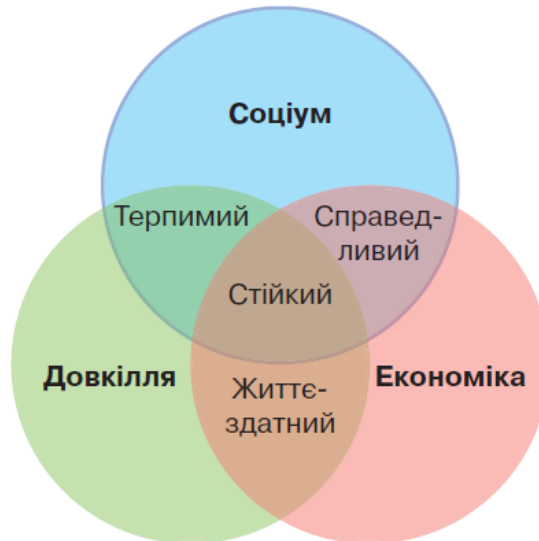 Соціум
Терпимий
Справед-
ливий
Стійкий
Довкілля
Життє-
здатний
Економіка